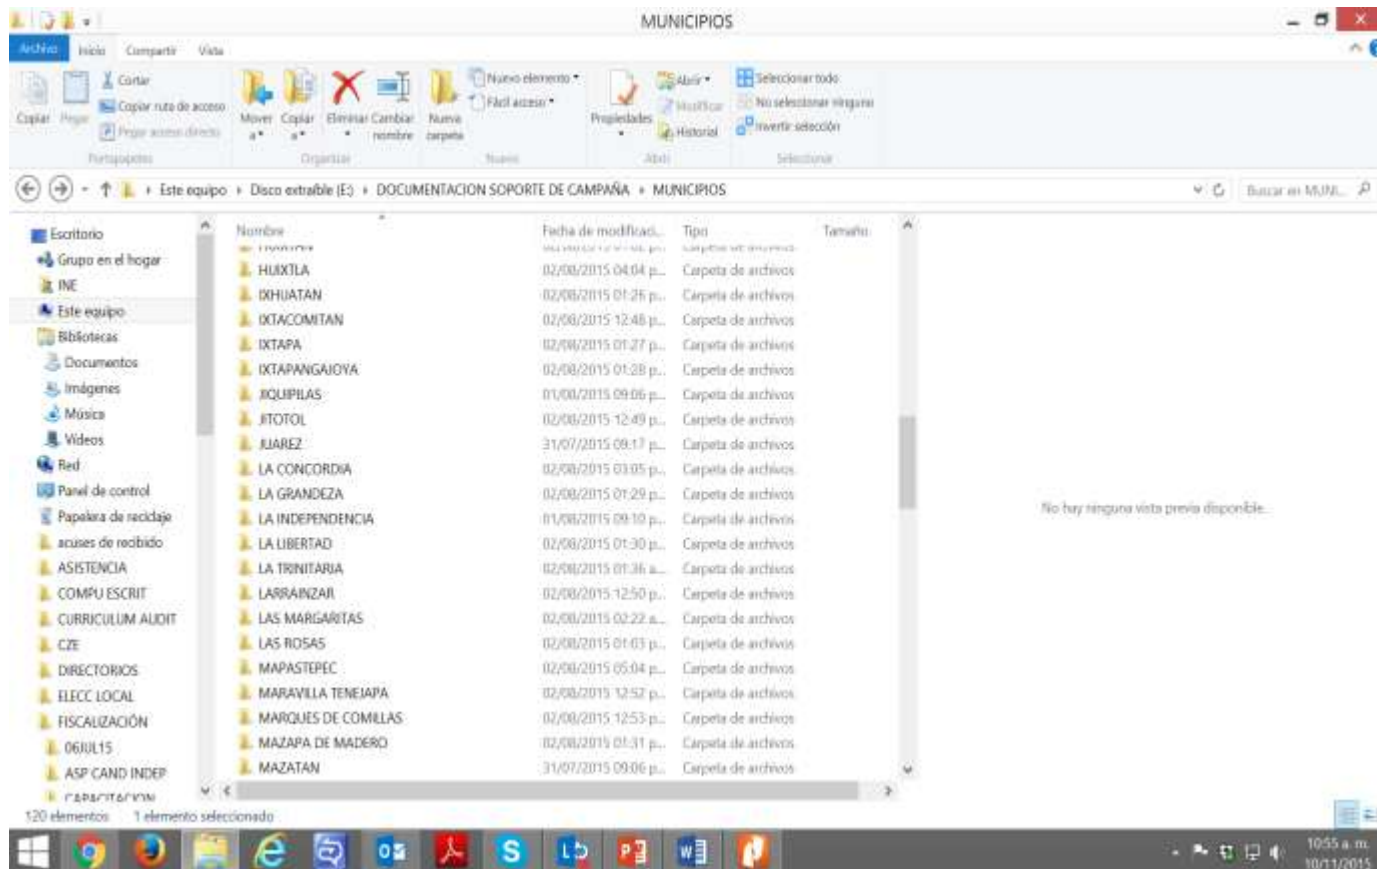 MUNICIPIOS
Archivo Inicio Compartir Vista
Copiar Pegar
Cortar
Copiar ruta de acceso
Pegar acceso directo
Mover a Copiar a Eliminar Cambiar nombre
Nueva carpeta
Nuevo elemento
Fácil acceso
Propiedades
Abrir
Modificar
Historial
Seleccionar todo
No seleccionar ninguno
Invertir selección
Portapapeles Organizar Nuevo Abrir Seleccionar
Este equipo Disco extraíble (E:) DOCUMENTACION SOPORTE DE CAMPAÑA MUNICIPIOS
Buscar en MUNI...
Escritorio
Grupo en el hogar
INE
Este equipo
Bibliotecas
Documentos
Imágenes
Música
Vídeos
Red
Panel de control
Papelera de reciclaje
acuses de recibido
ASISTENCIA
COMPU ESCRIT
CURRICULUM AUDIT
CZE
DIRECTORIOS
ELECC LOCAL
FISCALIZACIÓN
06JUL15
ASP CAND INDEP
CAPACITACION
Nombre Fecha de modificaci... Tipo Tamaño
HUIXTLA 02/08/2015 04:04 p... Carpeta de archivos
IXHUATAN 02/08/2015 01:26 p... Carpeta de archivos
IXTACOMITAN 02/08/2015 12:48 p... Carpeta de archivos
IXTAPA 02/08/2015 01:27 p... Carpeta de archivos
IXTAPANGAJOYA 02/08/2015 01:28 p... Carpeta de archivos
JIQUIPILAS 01/08/2015 09:06 p... Carpeta de archivos
JITOTOL 02/08/2015 12:49 p... Carpeta de archivos
JUAREZ 31/07/2015 09:17 p... Carpeta de archivos
LA CONCORDIA 02/08/2015 03:05 p... Carpeta de archivos
LA GRANDEZA 02/08/2015 01:29 p... Carpeta de archivos
LA INDEPENDENCIA 01/08/2015 09:10 p... Carpeta de archivos
LA LIBERTAD 02/08/2015 01:30 p... Carpeta de archivos
LA TRINITARIA 02/08/2015 01:36 a... Carpeta de archivos
LARRAINZAR 02/08/2015 12:50 p... Carpeta de archivos
LAS MARGARITAS 02/08/2015 02:22 a... Carpeta de archivos
LAS ROSAS 02/08/2015 01:03 p... Carpeta de archivos
MAPASTEPEC 02/08/2015 05:04 p... Carpeta de archivos
MARAVILLA TENEJAPA 02/08/2015 12:52 p... Carpeta de archivos
MARQUES DE COMILLAS 02/08/2015 12:53 p... Carpeta de archivos
MAZAPA DE MADERO 02/08/2015 01:31 p... Carpeta de archivos
MAZATAN 31/07/2015 09:06 p... Carpeta de archivos
No hay ninguna vista previa disponible.
120 elementos 1 elemento seleccionado
10:55 a. m.
10/11/2015